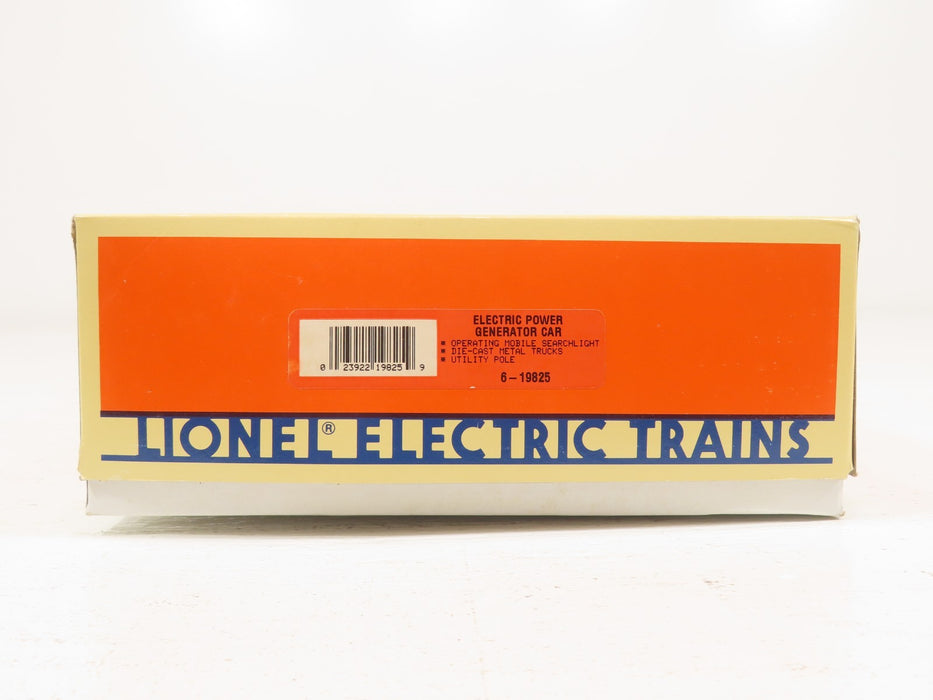 ELECTRIC POWER
GENERATOR CAR
▪ OPERATING MOBILE SEARCHLIGHT
▪ DIE-CAST METAL TRUCKS
▪ UTILITY POLE
6-19825
0 23922 19825 9
LIONEL® ELECTRIC TRAINS